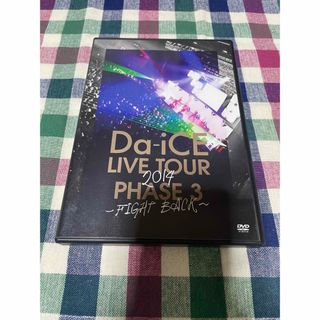 Da-iCE
LIVE TOUR
2014
PHASE 3
~FIGHT BACK~
DVD